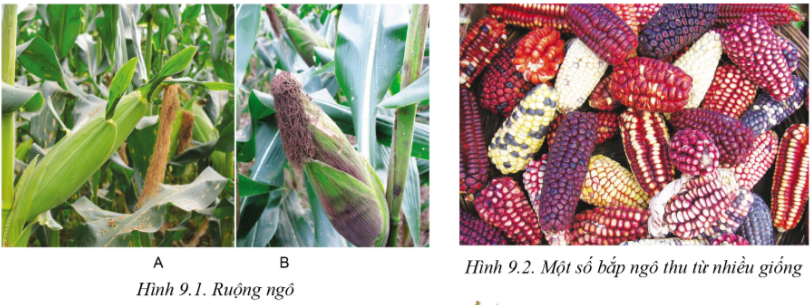 A
B
Hình 9.1. Ruộng ngô
Hình 9.2. Một số bắp ngô thu từ nhiều giống